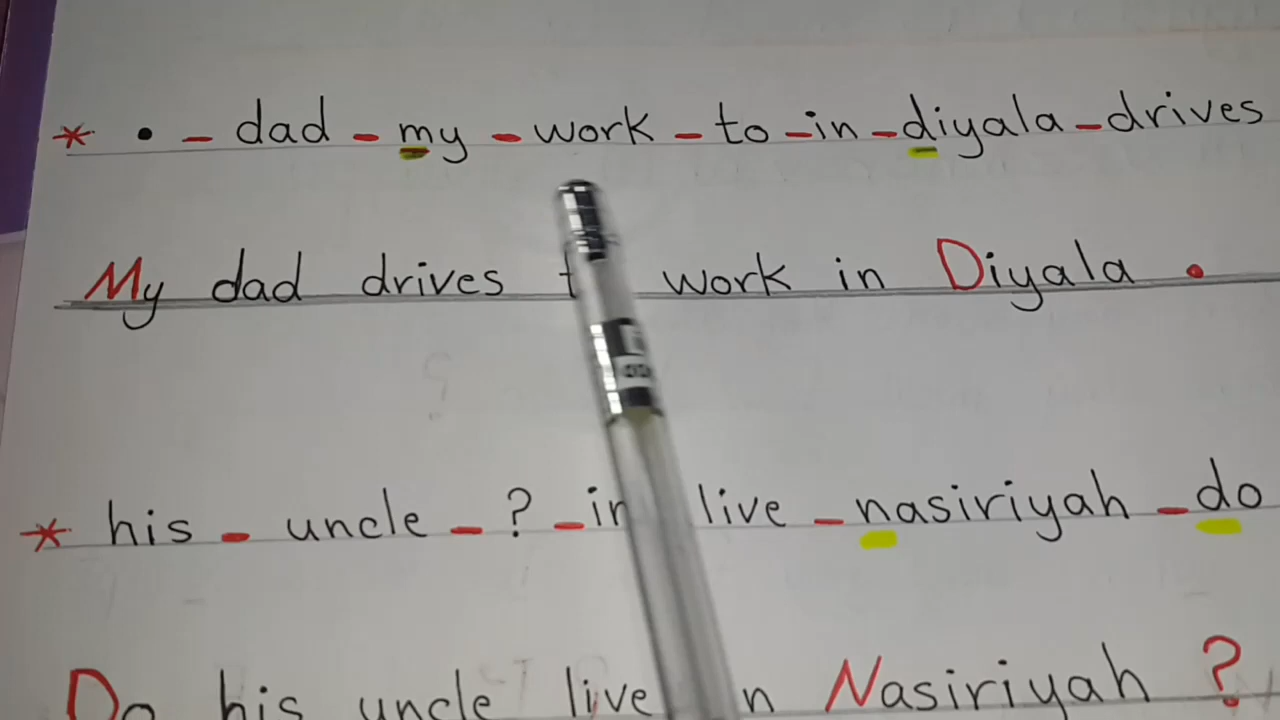 * • - dad - my - work - to - in - diyala - drives
My dad drives work in Diyala .
* his - uncle - ? - in live - nasiriyah - do
Do his uncle live Nasiriyah ?